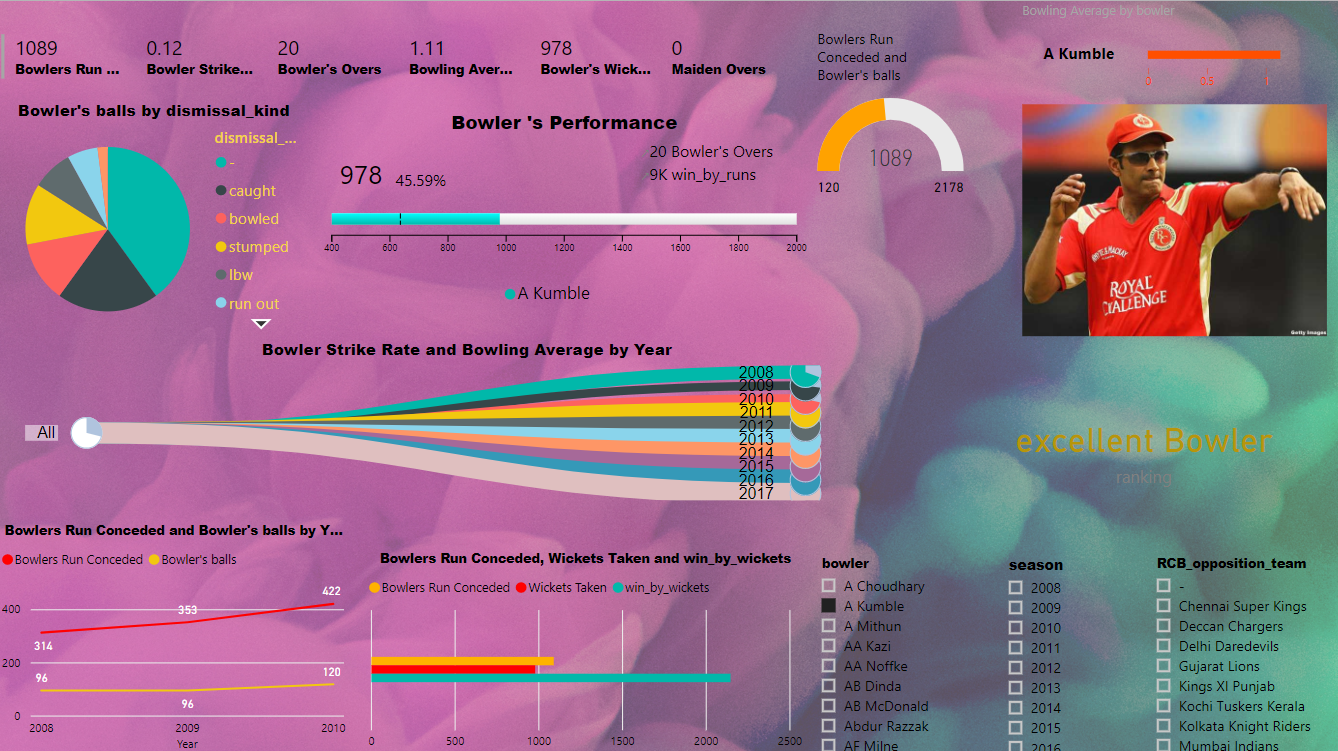 Bowling Average by bowler
1089
Bowlers Run ...
0.12
Bowler Strike...
20
Bowler's Overs
1.11
Bowling Aver...
978
Bowler's Wick...
0
Maiden Overs
Bowlers Run
Conceded and
Bowler's balls
1089
120
2178
A Kumble
0
0.5
1
Bowler's balls by dismissal_kind
dismissal_...
-
caught
bowled
stumped
lbw
run out
Bowler 's Performance
978
45.59%
20 Bowler's Overs
9K win_by_runs
400
600
800
1000
1200
1400
1600
1800
2000
A Kumble
ROYAL
CHALLENGE
Getty Images
Bowler Strike Rate and Bowling Average by Year
All
2008
2009
2010
2011
2012
2013
2014
2015
2016
2017
excellent Bowler
ranking
Bowlers Run Conceded and Bowler's balls by Y...
Bowlers Run Conceded
Bowler's balls
400
200
0
314
353
422
96
96
120
2008
2009
2010
Year
Bowlers Run Conceded, Wickets Taken and win_by_wickets
Bowlers Run Conceded
Wickets Taken
win_by_wickets
0
500
1000
1500
2000
2500
bowler
A Choudhary
A Kumble
A Mithun
AA Kazi
AA Noffke
AB Dinda
AB McDonald
Abdur Razzak
AF Milne
season
2008
2009
2010
2011
2012
2013
2014
2015
2016
RCB_opposition_team
-
Chennai Super Kings
Deccan Chargers
Delhi Daredevils
Gujarat Lions
Kings XI Punjab
Kochi Tuskers Kerala
Kolkata Knight Riders
Mumbai Indians